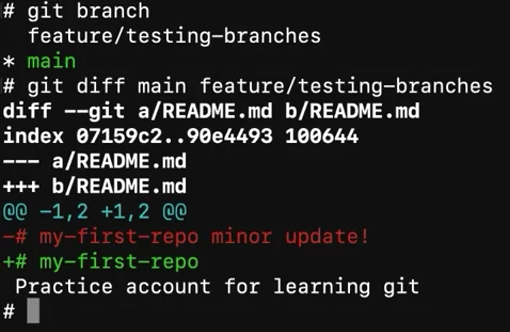 # git branch
feature/testing-branches
* main
# git diff main feature/testing-branches
diff --git a/README.md b/README.md
index 07159c2..90e4493 100644
--- a/README.md
+++ b/README.md
@@ -1,2 +1,2 @@
-# my-first-repo minor update!
+# my-first-repo
Practice account for learning git
#